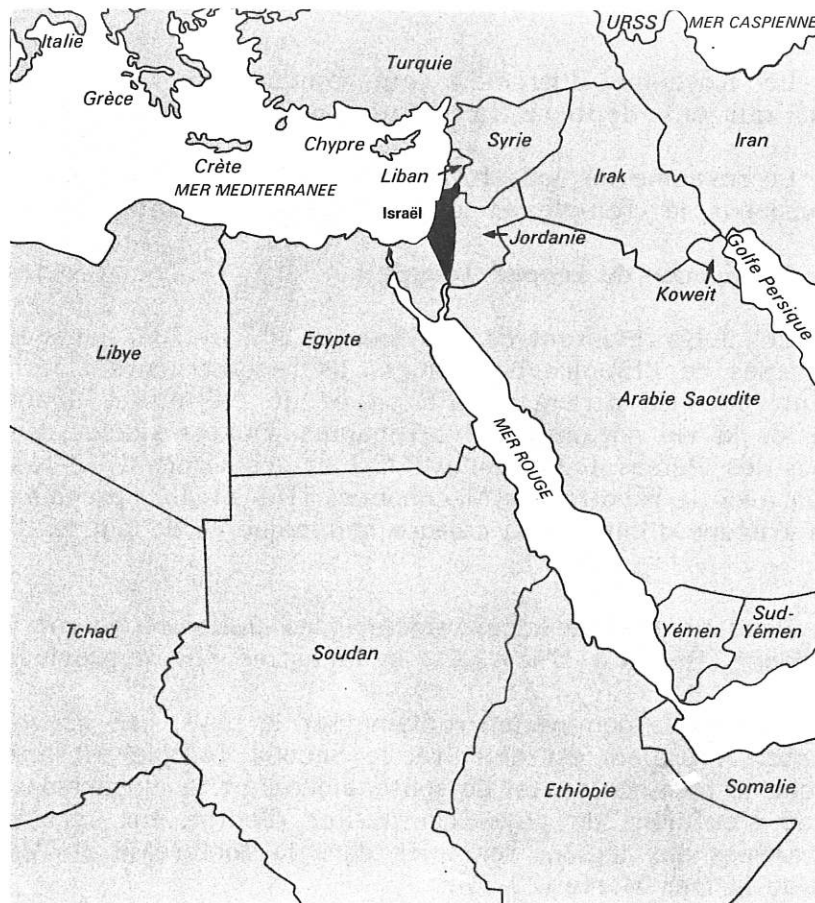 URSS
MER CASPIENNE
Italie
Turquie
Grèce
Chypre
Syrie
Iran
Crète
Liban
Irak
MER MEDITERRANEE
Israël
Jordanie
Golfe Persique
Koweit
Libye
Egypte
Arabie Saoudite
MER ROUGE
Tchad
Soudan
Yémen
Sud-
Yémen
Ethiopie
Somalie